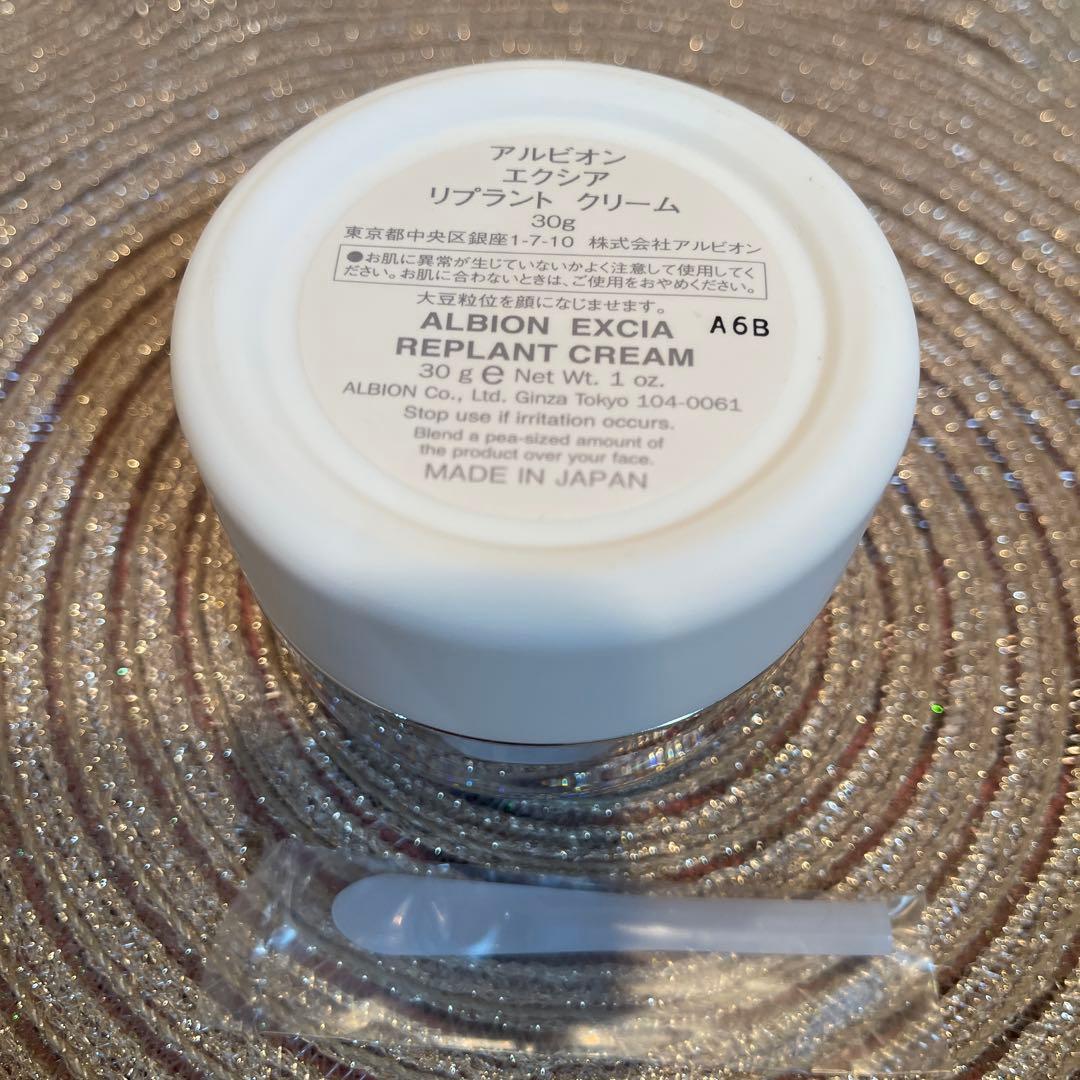 アルビオン
エクシア
リプラント クリーム
30g
東京都中央区銀座1-7-10 株式会社アルビオン
●お肌に異常が生じていないかよく注意して使用してく
ださい。お肌に合わないときは、ご使用をおやめください。
大豆粒位を顔になじませます。
ALBION EXCIA A6B
REPLANT CREAM
30 g e Net Wt. 1 oz.
ALBION Co., Ltd. Ginza Tokyo 104-0061
Stop use if irritation occurs.
Blend a pea-sized amount of
the product over your face.
MADE IN JAPAN